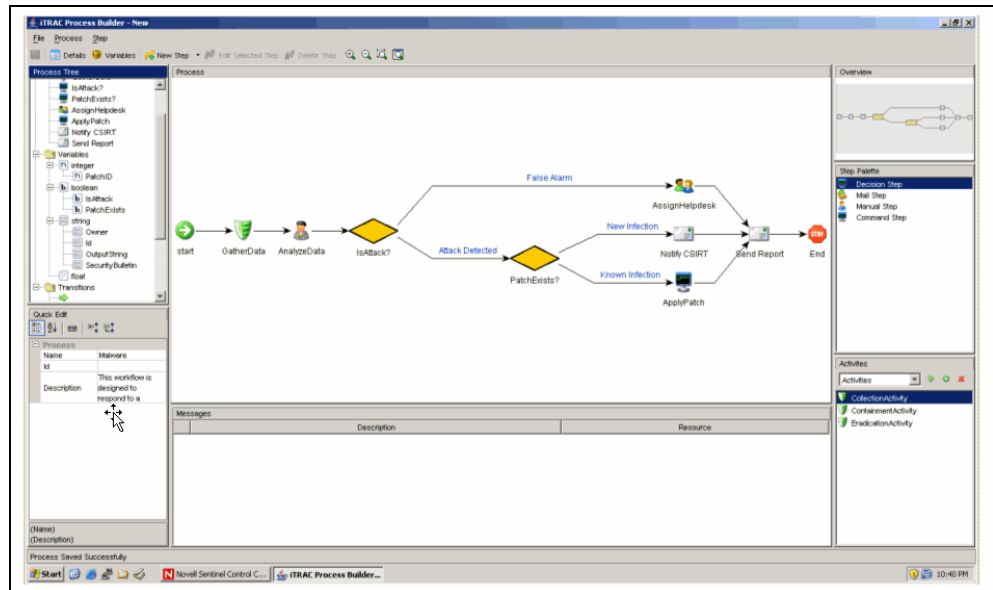 iTRAC Process Builder - New
File Process Step
Details Variables New Step Edit Selected Step Delete Step
Process Tree
IsAttack?
PatchExists?
AssignHelpdesk
ApplyPatch
Notify CSIRT
Send Report
Variables
integer
PatchID
boolean
IsAttack
PatchExists
string
Owner
Id
OutputString
SecurityBulletin
float
Transitions
Quick Edit
Process
Name Malware
Id
Description This workflow is
designed to
respond to a
(Name)
(Description)
Process
start
GatherData
AnalyzeData
IsAttack?
False Alarm
Attack Detected
PatchExists?
New Infection
Known Infection
AssignHelpdesk
Notify CSIRT
ApplyPatch
Send Report
STOP
End
Messages
Description Resource
Overview
Step Palette
Decision Step
Mail Step
Manual Step
Command Step
Activities
Activities
CollectionActivity
ContainmentActivity
EradicationActivity
Process Saved Successfully
Start Novell Sentinel Control C... iTRAC Process Builder... 10:40 PM